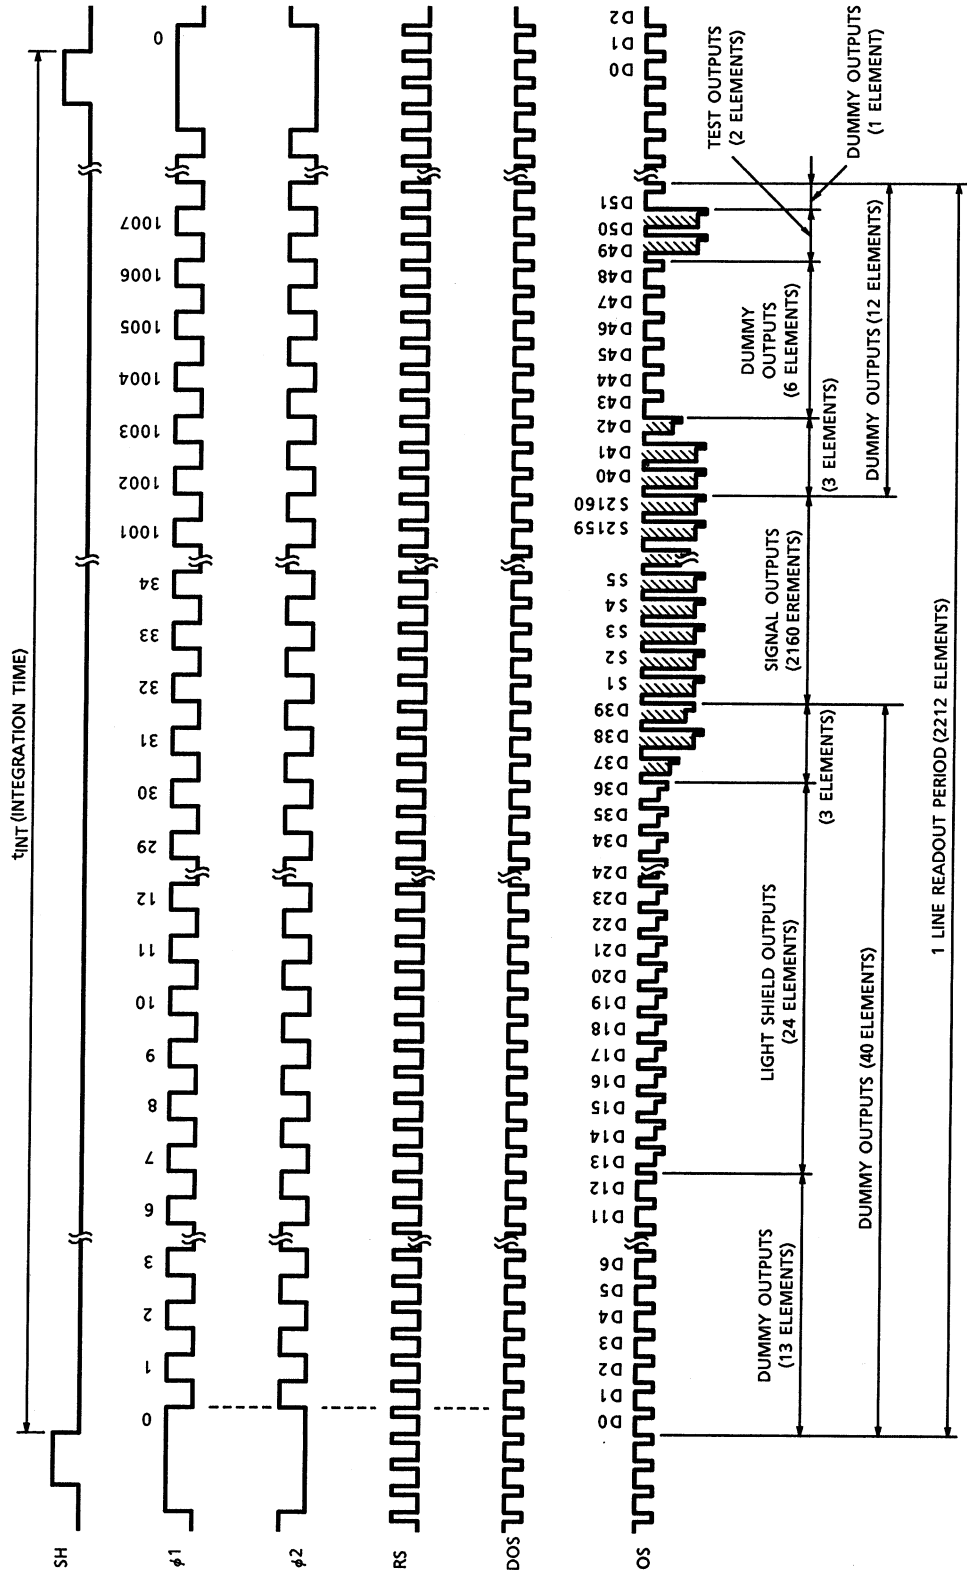 tINT (INTEGRATION TIME)
SH
φ1
0 1 2 3 6 7 8 9 10 11 12 29 30 31 32 33 34 1001 1002 1003 1004 1005 1006 1007 0
φ2
RS
DOS
OS
D0 D1 D2 D3 D4 D5 D6 D11 D12 D13 D14 D15 D16 D17 D18 D19 D20 D21 D22 D23 D24 D34 D35 D36 D37 D38 D39 S1 S2 S3 S4 S5 S2159 S2160 D40 D41 D42 D43 D44 D45 D46 D47 D48 D49 D50 D51 D0 D1 D2
DUMMY OUTPUTS
(13 ELEMENTS)
LIGHT SHIELD OUTPUTS
(24 ELEMENTS)
(3 ELEMENTS)
SIGNAL OUTPUTS
(2160 EREMENTS)
(3 ELEMENTS)
DUMMY
OUTPUTS
(6 ELEMENTS)
TEST OUTPUTS
(2 ELEMENTS)
DUMMY OUTPUTS
(1 ELEMENT)
DUMMY OUTPUTS (40 ELEMENTS)
DUMMY OUTPUTS (12 ELEMENTS)
1 LINE READOUT PERIOD (2212 ELEMENTS)